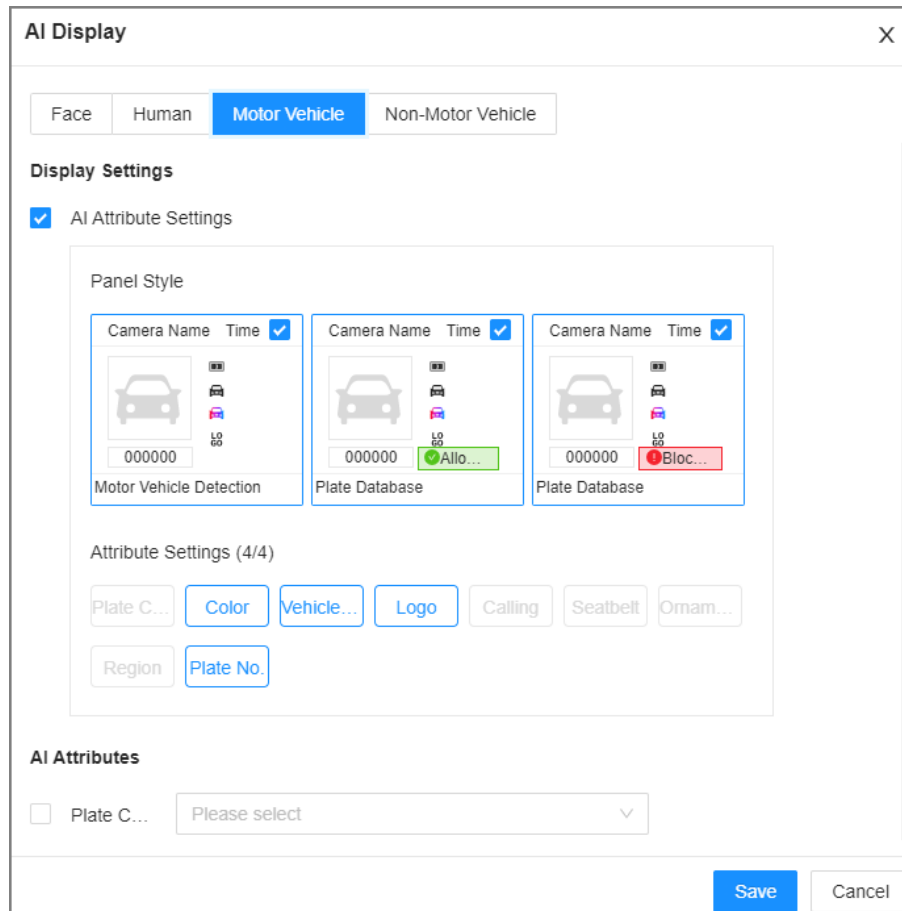 AI Display X
Face Human Motor Vehicle Non-Motor Vehicle
Display Settings
AI Attribute Settings
Panel Style
Camera Name Time Camera Name Time Camera Name Time
LO GO LO GO LO GO
000000 000000 Allo... 000000 Bloc...
Motor Vehicle Detection Plate Database Plate Database
Attribute Settings (4/4)
Plate C... Color Vehicle... Logo Calling Seatbelt Ornam...
Region Plate No.
AI Attributes
Plate C... Please select
Save Cancel